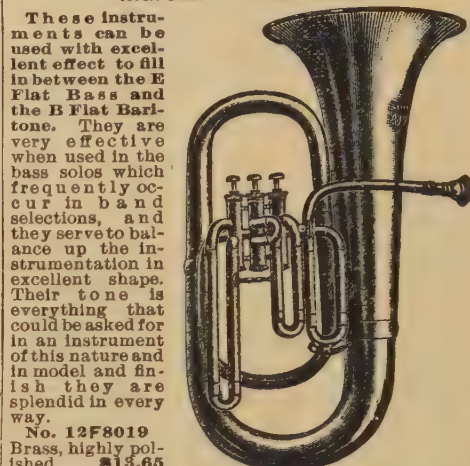 These instru-
ments can be
used with excel-
lent effect to fill
in between the E
Flat Bass and
the B Flat Bari-
tone. They are
very effective
when used in the
bass solos which
frequently oc-
cur in band
selections, and
they serve to bal-
ance up the in-
strumentation in
excellent shape.
Their tone is
everything that
could be asked for
in an instrument
of this nature and
in model and fin-
ish they are
splendid in every
way.
No. 12F8019
Brass, highly pol-
ished $13.65